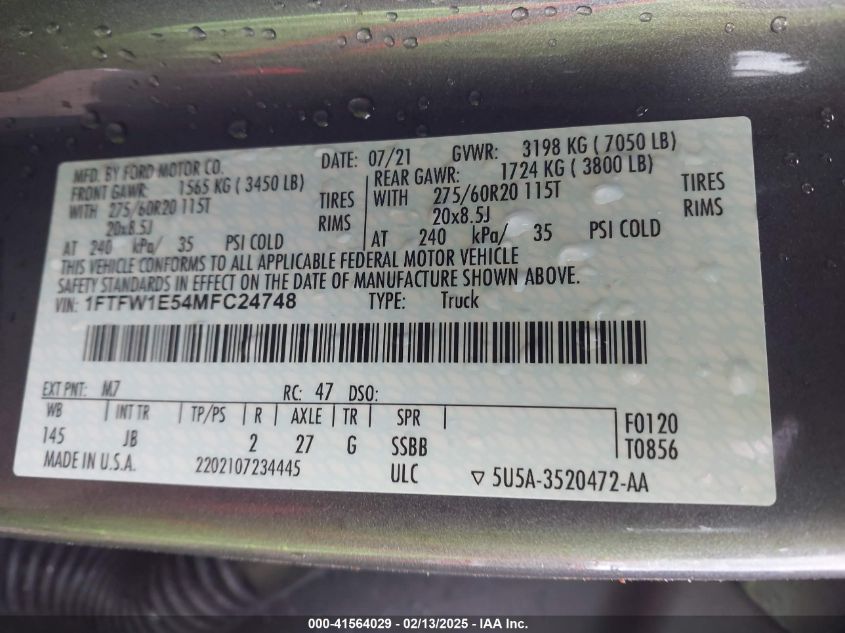 MFD. BY FORD MOTOR CO. DATE: 07/21 GVWR: 3198 KG ( 7050 LB)
FRONT GAWR: 1565 KG ( 3450 LB) REAR GAWR: 1724 KG ( 3800 LB)
WITH 275/60R20 115T TIRES WITH 275/60R20 115T TIRES
20x8.5J RIMS 20x8.5J RIMS
AT 240 kPa/ 35 PSI COLD AT 240 kPa/ 35 PSI COLD
THIS VEHICLE CONFORMS TO ALL APPLICABLE FEDERAL MOTOR VEHICLE
SAFETY STANDARDS IN EFFECT ON THE DATE OF MANUFACTURE SHOWN ABOVE.
VIN: 1FTFW1E54MFC24748 TYPE: Truck
EXT PNT: M7 RC: 47 DSO:
WB INT TR TP/PS R AXLE TR SPR F0120
145 JB 2 27 G SSBB T0856
MADE IN U.S.A. 2202107234445 ULC ▽ 5U5A-3520472-AA
000-41564029 — 02/13/2025 — IAA Inc.